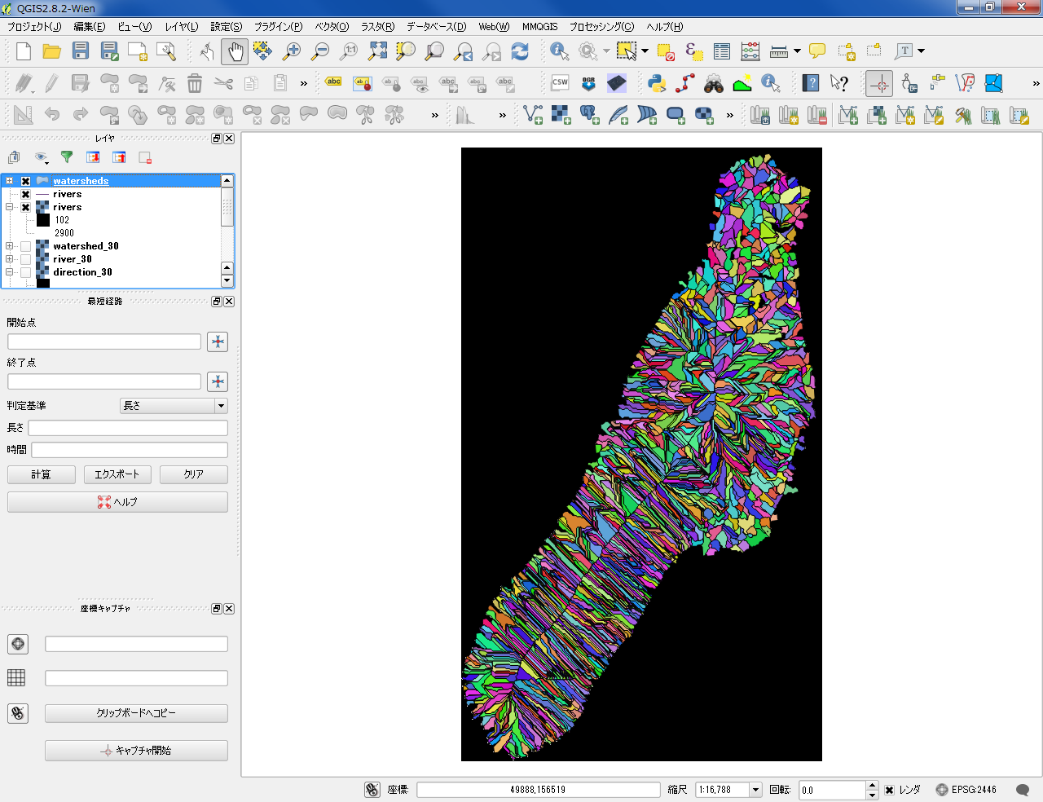 QGIS2.8.2-Wien
プロジェクト(J) 編集(E) ビュー(V) レイヤ(L) 設定(S) プラグイン(P) ベクタ(O) ラスタ(R) データベース(D) Web(W) MMQGIS プロセッシング(C) ヘルプ(H)
レイヤ
watersheds
rivers
rivers
102
2900
watershed_30
river_30
direction_30
最短経路
開始点
終了点
判定基準 長さ
長さ
時間
計算 エクスポート クリア
ヘルプ
座標キャプチャ
クリップボードへコピー
キャプチャ開始
座標: 49888,156519 縮尺 1:16,788 回転: 0.0 レンダ EPSG:2446